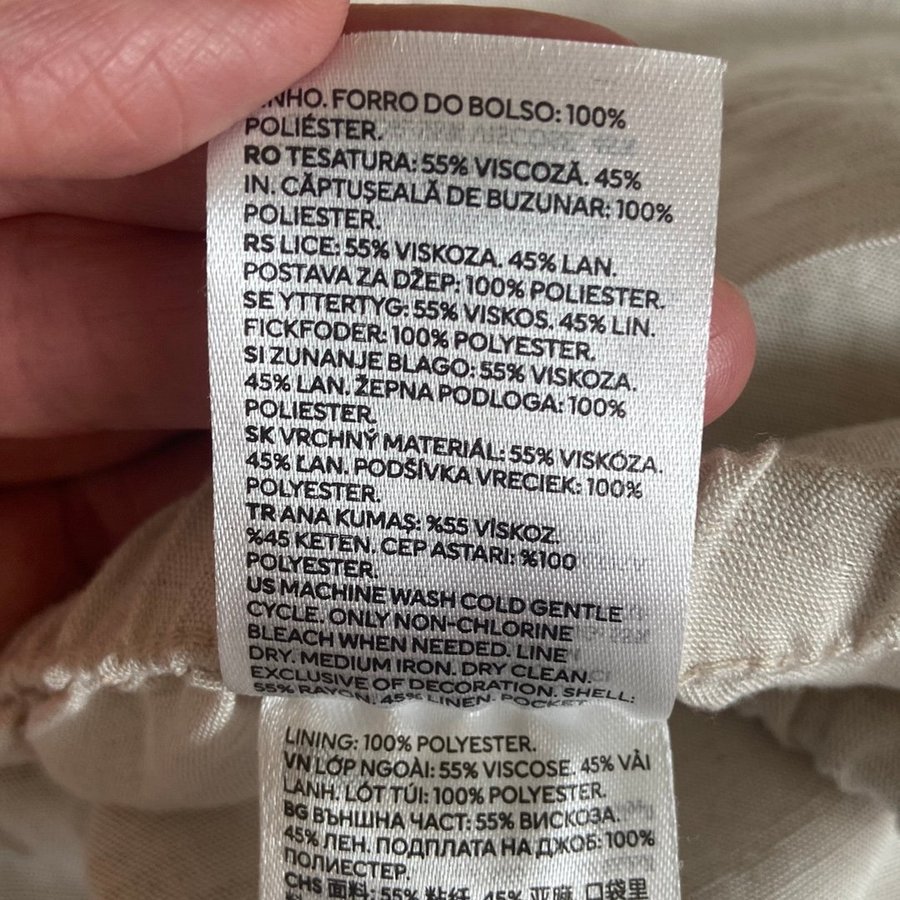 NHO. FORRO DO BOLSO: 100%
POLIÉSTER.
RO TESATURA: 55% VISCOZĂ. 45%
IN. CĂPTUȘEALĂ DE BUZUNAR: 100%
POLIESTER.
RS LICE: 55% VISKOZA. 45% LAN.
POSTAVA ZA DŽEP: 100% POLIESTER.
SE YTTERTYG: 55% VISKOS. 45% LIN.
FICKFODER: 100% POLYESTER.
SI ZUNANJE BLAGO: 55% VISKOZA.
45% LAN. ŽEPNA PODLOGA: 100%
POLIESTER.
SK VRCHNÝ MATERIÁL: 55% VISKÓZA.
45% ĽAN. PODŠÍVKA VRECIEK: 100%
POLYESTER.
TR ANA KUMAŞ: %55 VİSKOZ.
%45 KETEN. CEP ASTARI: %100
POLYESTER.
US MACHINE WASH COLD GENTLE
CYCLE. ONLY NON-CHLORINE
BLEACH WHEN NEEDED. LINE
DRY. MEDIUM IRON. DRY CLEAN.
EXCLUSIVE OF DECORATION. SHELL:
55% RAYON. 45% LINEN. POCKET
LINING: 100% POLYESTER.
VN LỚP NGOÀI: 55% VISCOSE. 45% VẢI
LANH. LÓT TÚI: 100% POLYESTER.
BG ВЪНШНА ЧАСТ: 55% ВИСКОЗА.
45% ЛЕН. ПОДПЛАТА НА ДЖОБ: 100%
ПОЛИЕСТЕР.
CHS 面料: 55% 粘纤. 45% 亚麻. 口袋里